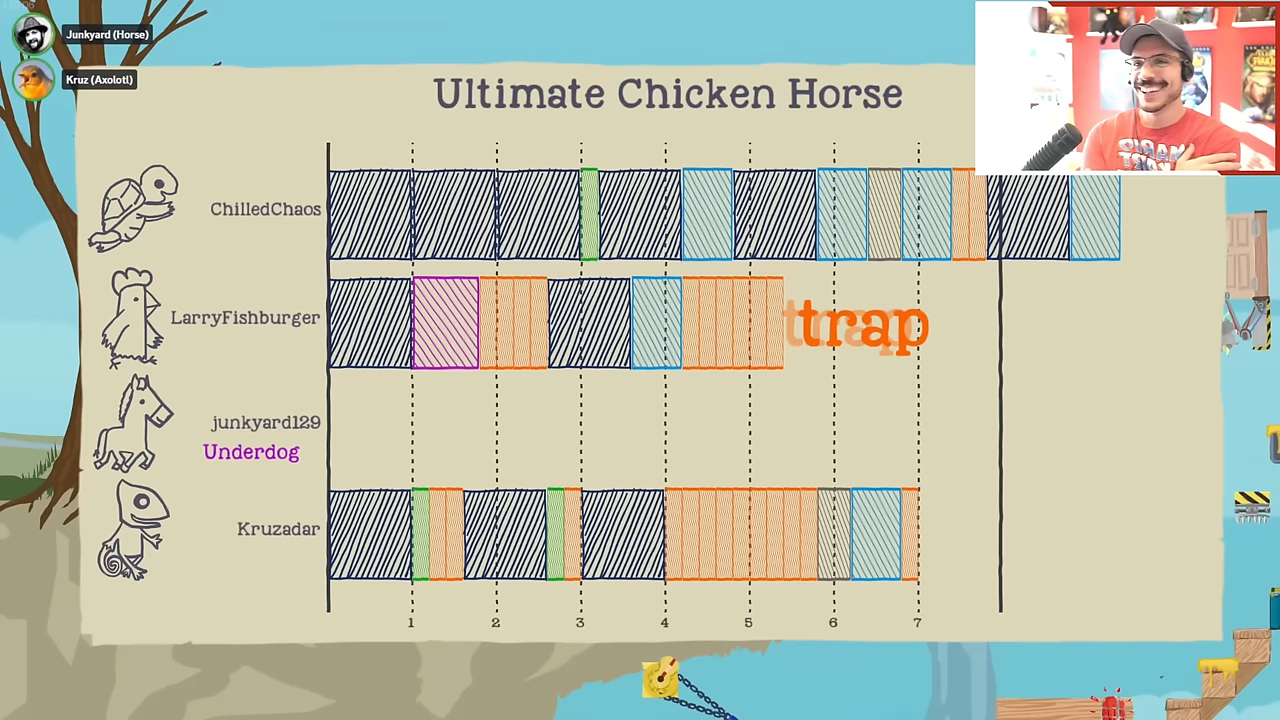 Junkyard (Horse)
Kruz (Axolotl)
Ultimate Chicken Horse
ChilledChaos
LarryFishburger
trap
junkyard129
Underdog
Kruzadar
1 2 3 4 5 6 7